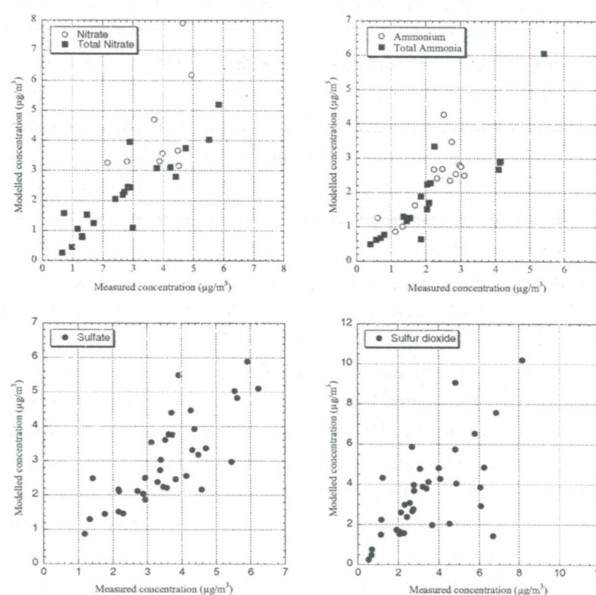 8
7
6
5
4
3
2
1
0
0 1 2 3 4 5 6 7 8
Nitrate
Total Nitrate
Modelled concentration (µg/m³)
Measured concentration (µg/m³)
7
6
5
4
3
2
1
0
0 1 2 3 4 5 6 7
Ammonium
Total Ammonia
Modelled concentration (µg/m³)
Measured concentration (µg/m³)
7
6
5
4
3
2
1
0
0 1 2 3 4 5 6 7
Sulfate
Modelled concentration (µg/m³)
Measured concentration (µg/m³)
12
10
8
6
4
2
0
0 2 4 6 8 10 12
Sulfur dioxide
Modelled concentration (µg/m³)
Measured concentration (µg/m³)